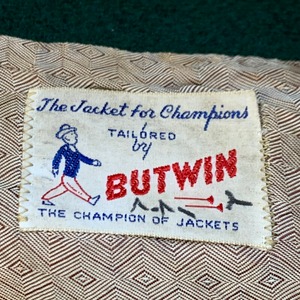 The Jacket for Champions
TAILORED
by
BUTWIN
THE CHAMPION OF JACKETS